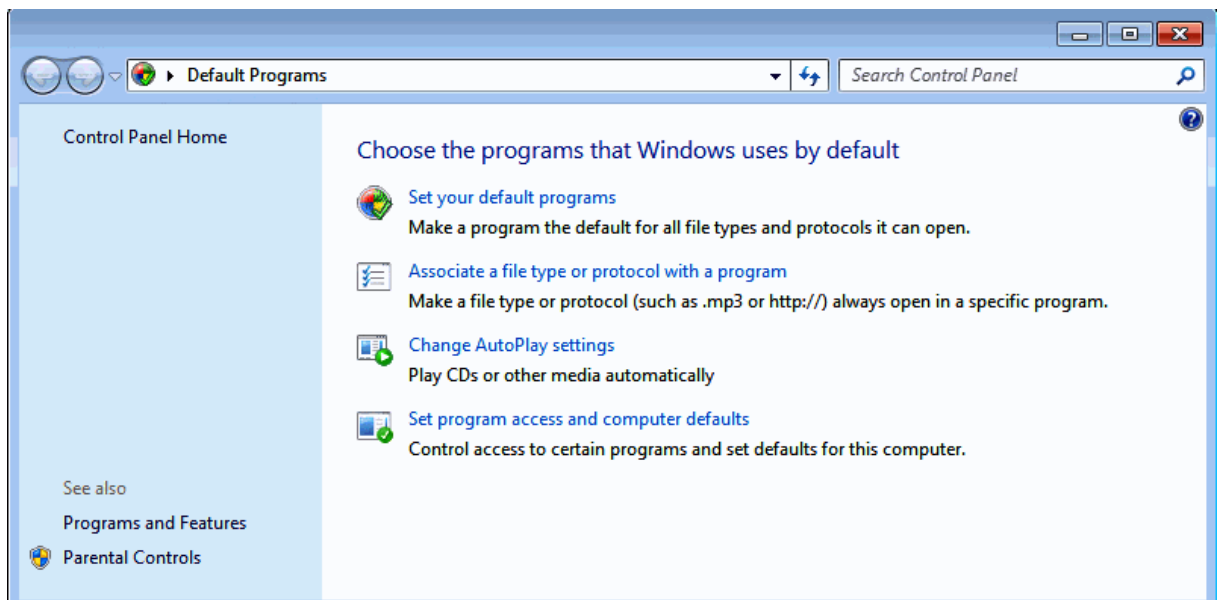 Default Programs
Search Control Panel
Control Panel Home
Choose the programs that Windows uses by default
Set your default programs
Make a program the default for all file types and protocols it can open.
Associate a file type or protocol with a program
Make a file type or protocol (such as .mp3 or http://) always open in a specific program.
Change AutoPlay settings
Play CDs or other media automatically
Set program access and computer defaults
Control access to certain programs and set defaults for this computer.
See also
Programs and Features
Parental Controls